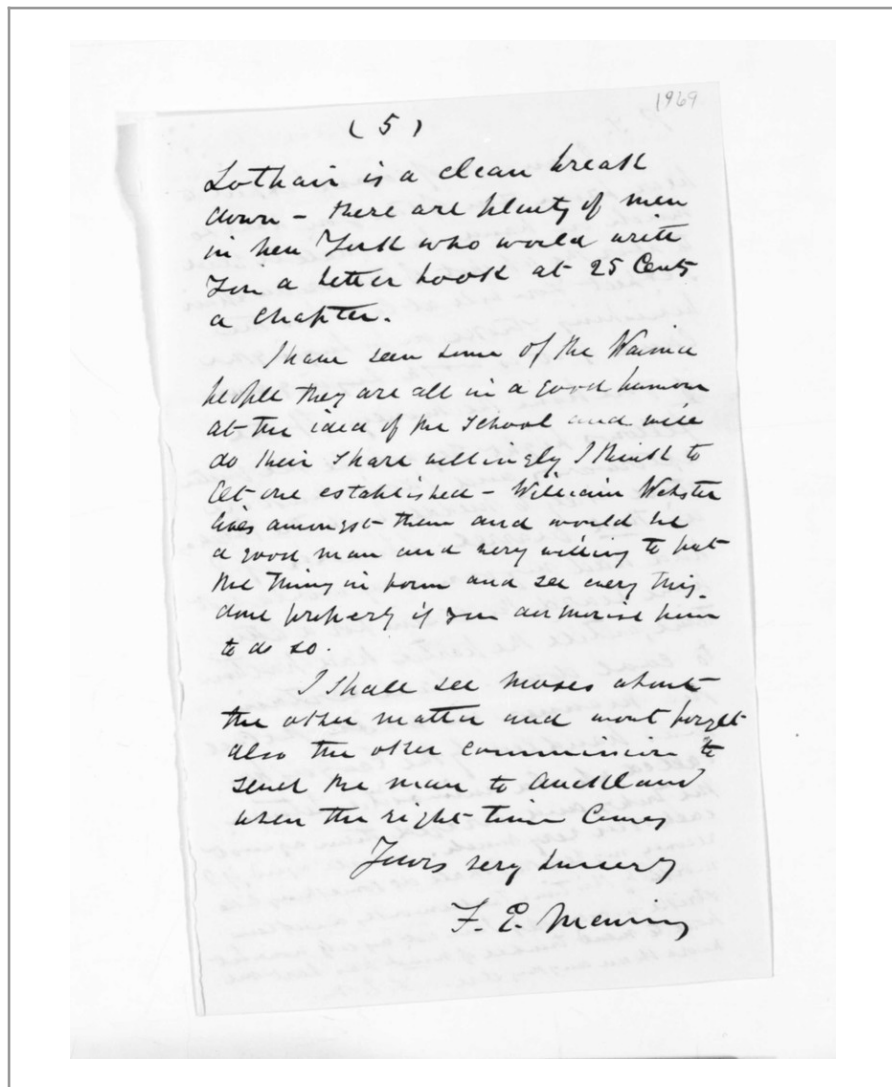 1969
(5)
Lothair is a clean break
down - there are plenty of men
in New York who would write
you a better book at 25 Cents
a chapter.
I have seen some of the Waima
people they are all in a good humor
at the idea of the School and will
do their share willingly I think to
get one established - William Webster
lives amongst them and would be
a good man and very willing to put
the thing in form and see every thing
done properly if you authorise him
to do so.
I shall see Moses about
the other matter and wont forget
also the other commission to
send the man to Auckland
when the right time Comes
Yours very sincerely
F. E. Maning